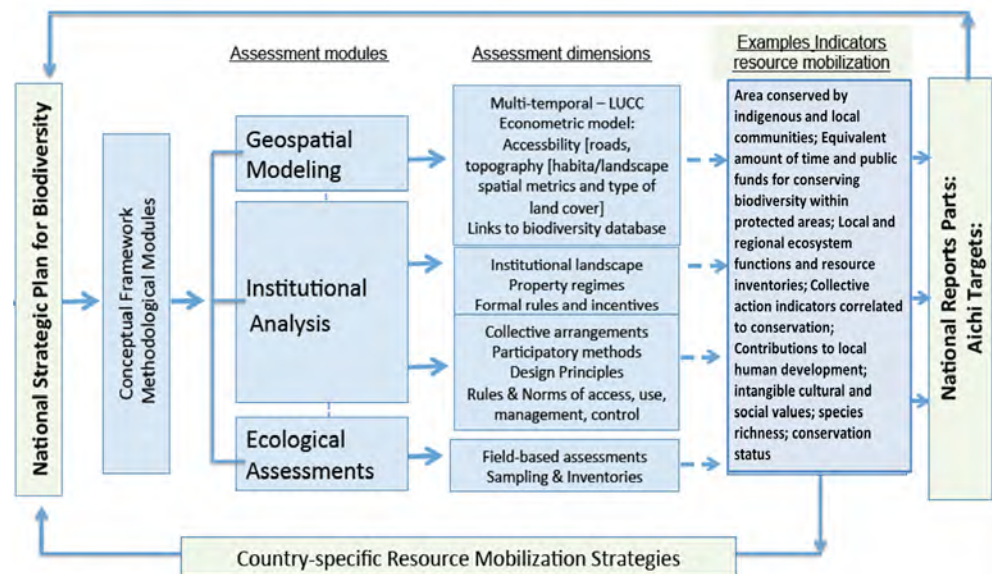 Assessment modules
Assessment dimensions
Examples Indicators
resource mobilization
National Strategic Plan for Biodiversity
Conceptual Framework
Methodological Modules
Geospatial
Modeling
Institutional
Analysis
Ecological
Assessments
Multi-temporal – LUCC
Econometric model:
Accessbility [roads,
topography [habita/landscape
spatial metrics and type of
land cover]
Links to biodiversity database
Institutional landscape
Property regimes
Formal rules and incentives
Collective arrangements
Participatory methods
Design Principles
Rules & Norms of access, use,
management, control
Field-based assessments
Sampling & Inventories
Area conserved by
indigenous and local
communities; Equivalent
amount of time and public
funds for conserving
biodiversity within
protected areas; Local and
regional ecosystem
functions and resource
inventories; Collective
action indicators correlated
to conservation;
Contributions to local
human development;
intangible cultural and
social values; species
richness; conservation
status
National Reports Parts:
Aichi Targets:
Country-specific Resource Mobilization Strategies